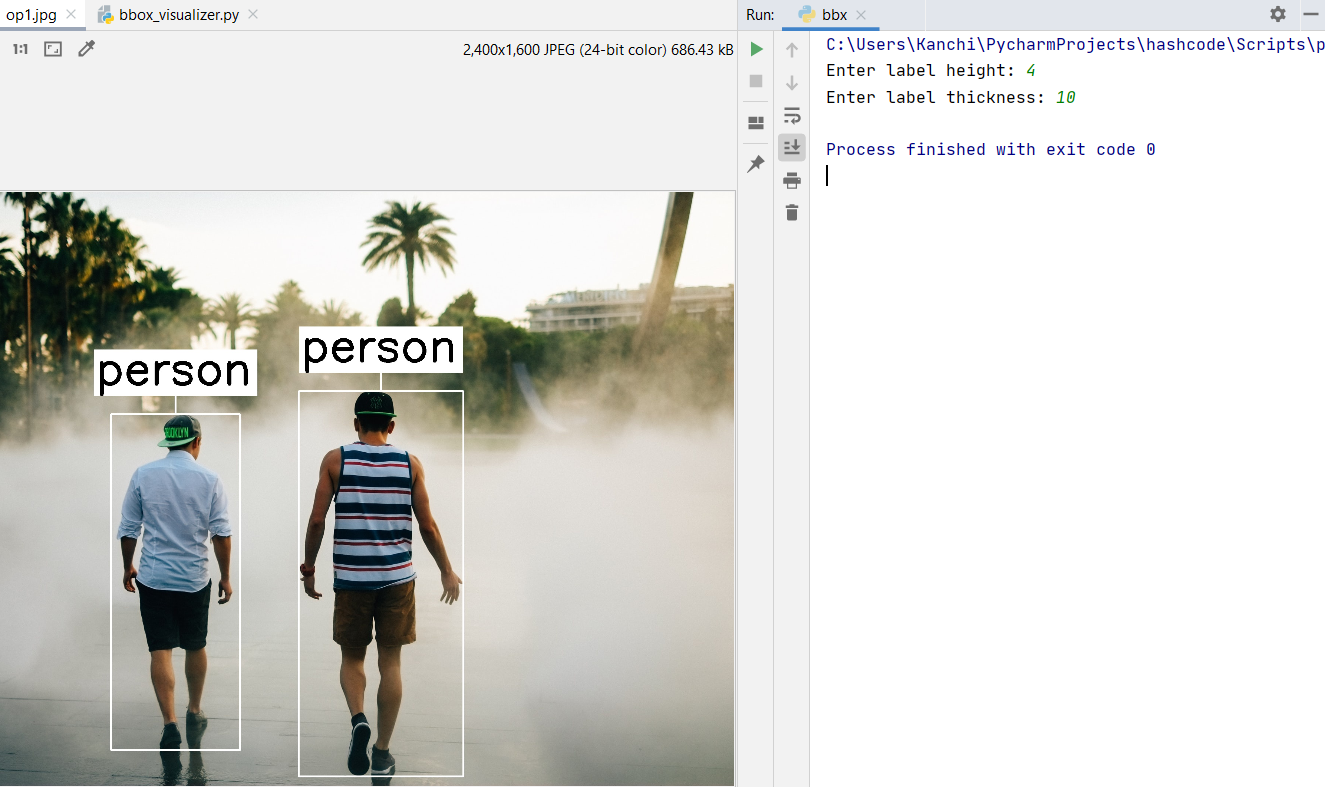 op1.jpg
bbox_visualizer.py
Run:
bbx
1:1
2,400x1,600 JPEG (24-bit color) 686.43 kB
C:\Users\Kanchi\PycharmProjects\hashcode\Scripts\p
Enter label height: 4
Enter label thickness: 10
Process finished with exit code 0
person
person
BROOKLYN